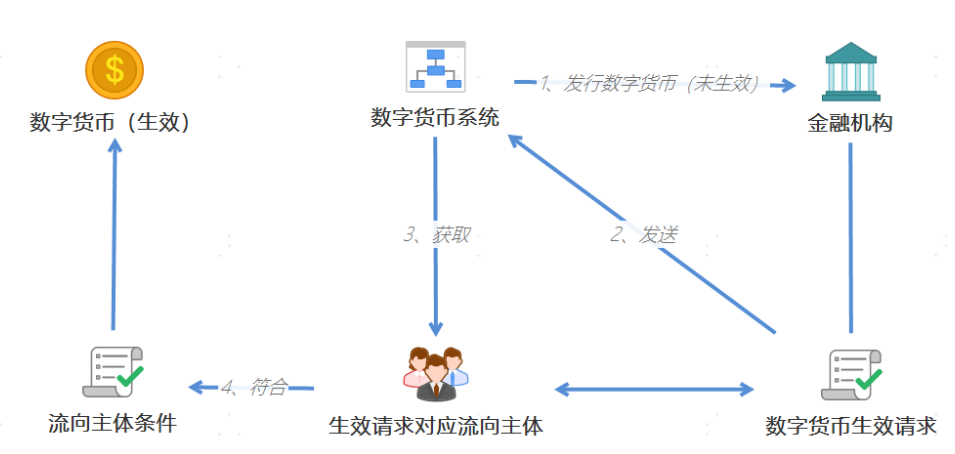 1、发行数字货币（未生效）
数字货币（生效）
数字货币系统
金融机构
3、获取
2、发送
4、符合
流向主体条件
生效请求对应流向主体
数字货币生效请求